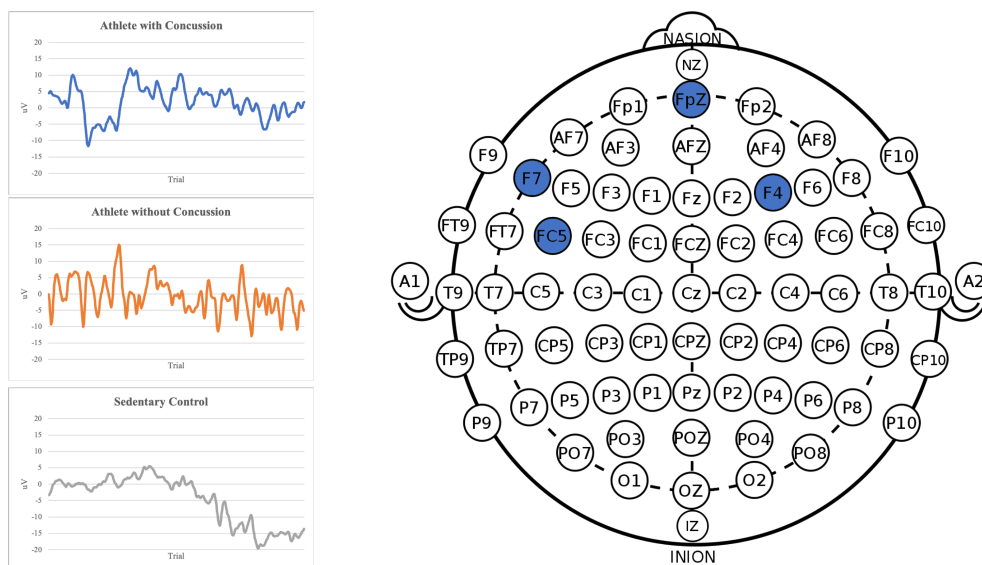 Athlete with Concussion
20
15
10
5
0
-5
-10
-15
-20
uV
Trial
Athlete without Concussion
20
15
10
5
0
-5
-10
-15
-20
uV
Trial
Sedentary Control
20
15
10
5
0
-5
-10
-15
-20
uV
Trial
NASION
NZ
Fp1 FpZ Fp2
AF7 AF3 AFZ AF4 AF8
F9 F7 F5 F3 F1 Fz F2 F4 F6 F8 F10
FT9 FT7 FC5 FC3 FC1 FCZ FC2 FC4 FC6 FC8 FC10
A1 T9 T7 C5 C3 C1 Cz C2 C4 C6 T8 T10 A2
TP9 TP7 CP5 CP3 CP1 CPZ CP2 CP4 CP6 CP8 CP10
P9 P7 P5 P3 P1 Pz P2 P4 P6 P8 P10
PO7 PO3 POZ PO4 PO8
O1 OZ O2
IZ
INION